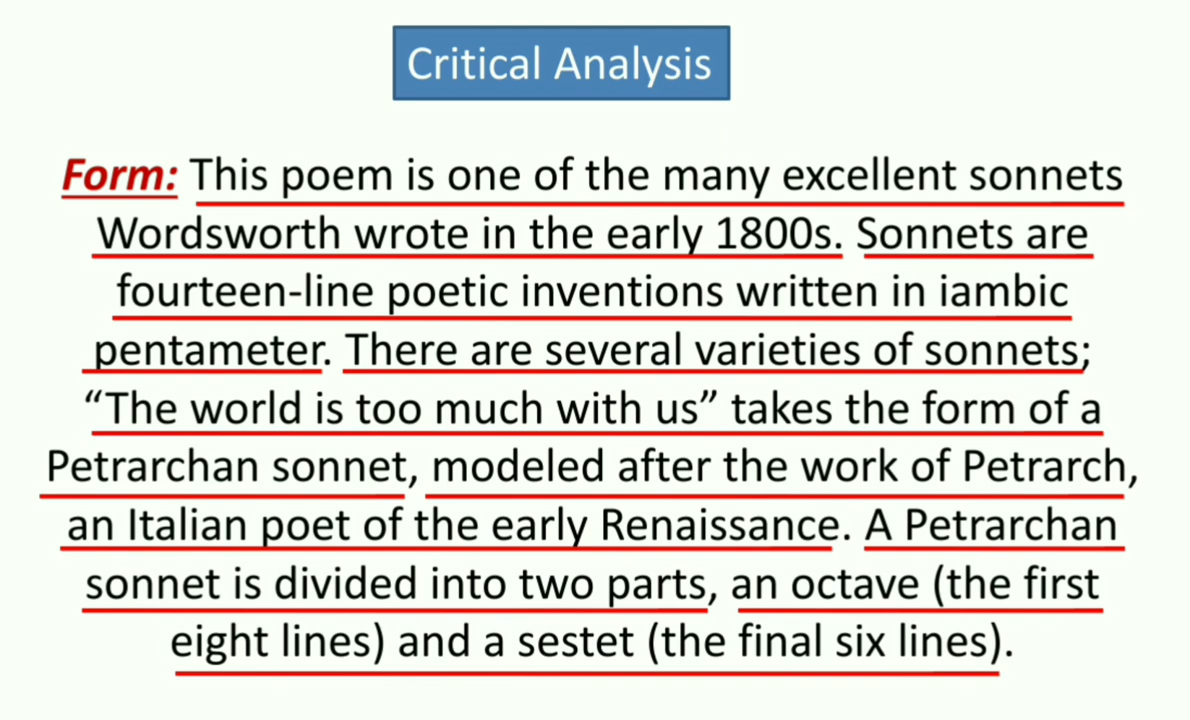 Critical Analysis
Form: This poem is one of the many excellent sonnets
Wordsworth wrote in the early 1800s. Sonnets are
fourteen-line poetic inventions written in iambic
pentameter. There are several varieties of sonnets;
“The world is too much with us” takes the form of a
Petrarchan sonnet, modeled after the work of Petrarch,
an Italian poet of the early Renaissance. A Petrarchan
sonnet is divided into two parts, an octave (the first
eight lines) and a sestet (the final six lines).